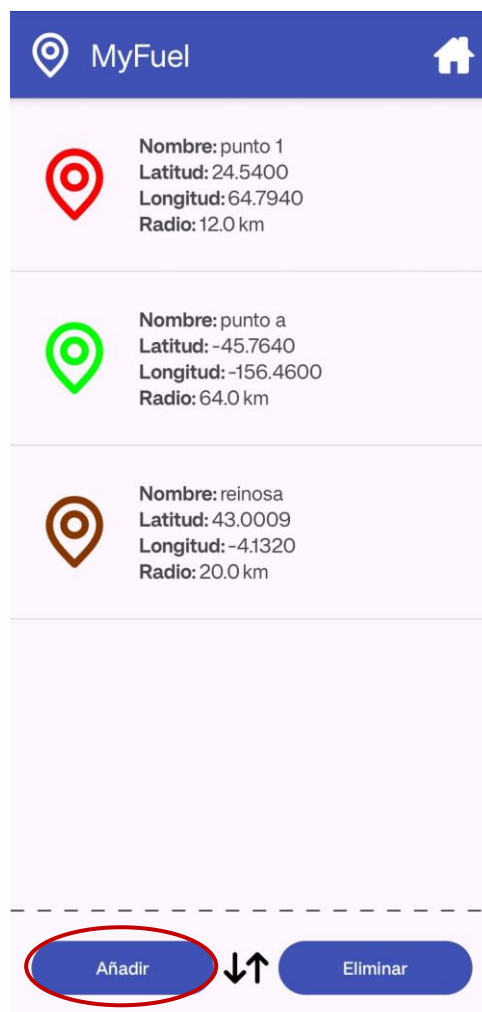 MyFuel
Nombre: punto 1
Latitud: 24.5400
Longitud: 64.7940
Radio: 12.0 km
Nombre: punto a
Latitud: -45.7640
Longitud: -156.4600
Radio: 64.0 km
Nombre: reinosa
Latitud: 43.0009
Longitud: -4.1320
Radio: 20.0 km
Añadir
Eliminar